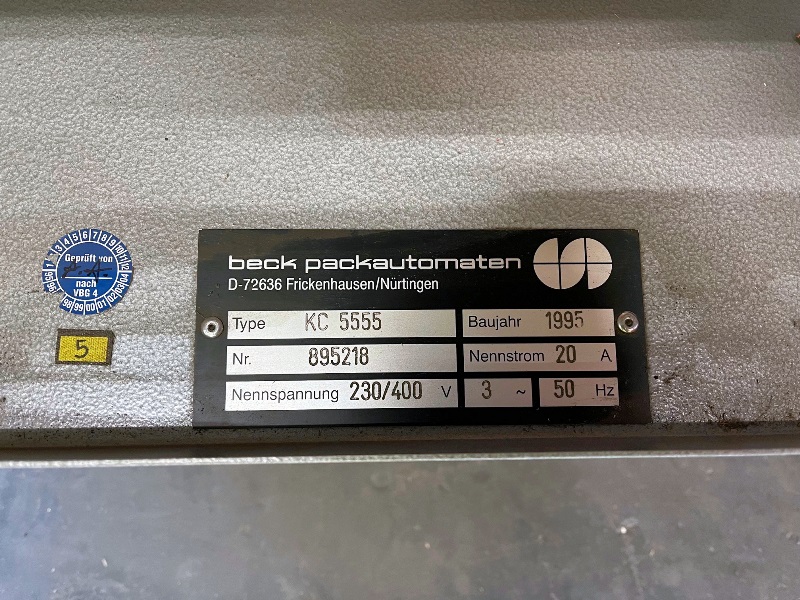 beck packautomaten
D-72636 Frickenhausen/Nürtingen
Type KC 5555
Baujahr 1995
Nr. 895218
Nennstrom 20 A
Nennspannung 230/400 V
3 ~ 50 Hz
Geprüft von
nach
VBG 4
5